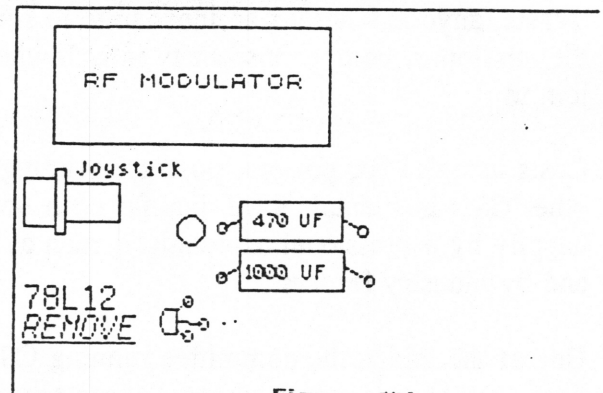 RF MODULATOR
Joystick
470 UF
1000 UF
78L12
REMOVE